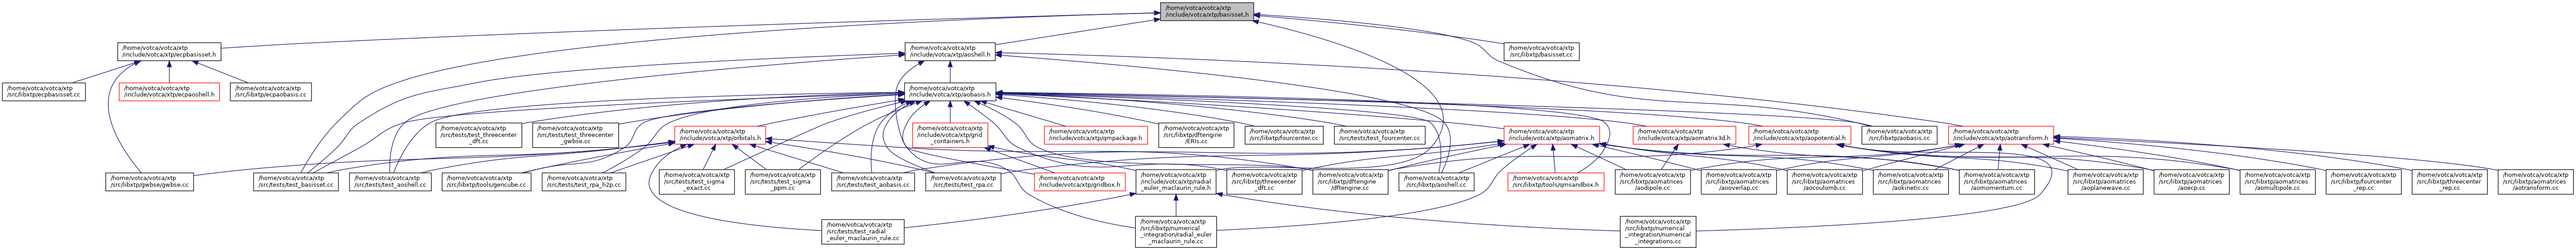 /home/votca/votca/xtp
/include/votca/xtp/basisset.h
/home/votca/votca/xtp
/include/votca/xtp/ecpbasisset.h
/home/votca/votca/xtp
/include/votca/xtp/aoshell.h
/home/votca/votca/xtp
/src/libxtp/basisset.cc
/home/votca/votca/xtp
/src/libxtp/ecpbasisset.cc
/home/votca/votca/xtp
/include/votca/xtp/ecpaoshell.h
/home/votca/votca/xtp
/src/libxtp/ecpaobasis.cc
/home/votca/votca/xtp
/include/votca/xtp/aobasis.h
/home/votca/votca/xtp
/src/tests/test_threecenter
_dft.cc
/home/votca/votca/xtp
/src/tests/test_threecenter
_gwbse.cc
/home/votca/votca/xtp
/include/votca/xtp/orbitals.h
/home/votca/votca/xtp
/include/votca/xtp/grid
_containers.h
/home/votca/votca/xtp
/include/votca/xtp/qmpackage.h
/home/votca/votca/xtp
/src/libxtp/dftengine
/ERIs.cc
/home/votca/votca/xtp
/src/libxtp/fourcenter.cc
/home/votca/votca/xtp
/src/tests/test_fourcenter.cc
/home/votca/votca/xtp
/include/votca/xtp/aomatrix.h
/home/votca/votca/xtp
/include/votca/xtp/aomatrix3d.h
/home/votca/votca/xtp
/include/votca/xtp/aopotential.h
/home/votca/votca/xtp
/src/libxtp/aobasis.cc
/home/votca/votca/xtp
/include/votca/xtp/aotransform.h
/home/votca/votca/xtp
/src/libxtp/gwbse/gwbse.cc
/home/votca/votca/xtp
/src/tests/test_basisset.cc
/home/votca/votca/xtp
/src/tests/test_aoshell.cc
/home/votca/votca/xtp
/src/libxtp/tools/gencube.cc
/home/votca/votca/xtp
/src/tests/test_rpa_h2p.cc
/home/votca/votca/xtp
/src/tests/test_sigma
_exact.cc
/home/votca/votca/xtp
/src/tests/test_sigma
_ppm.cc
/home/votca/votca/xtp
/src/tests/test_aobasis.cc
/home/votca/votca/xtp
/src/tests/test_rpa.cc
/home/votca/votca/xtp
/include/votca/xtp/gridbox.h
/home/votca/votca/xtp
/include/votca/xtp/radial
_euler_maclaurin_rule.h
/home/votca/votca/xtp
/src/libxtp/threecenter
_dft.cc
/home/votca/votca/xtp
/src/libxtp/dftengine
/dftengine.cc
/home/votca/votca/xtp
/src/libxtp/aoshell.cc
/home/votca/votca/xtp
/src/libxtp/tools/qmsandbox.h
/home/votca/votca/xtp
/src/libxtp/aomatrices
/aodipole.cc
/home/votca/votca/xtp
/src/libxtp/aomatrices
/aooverlap.cc
/home/votca/votca/xtp
/src/libxtp/aomatrices
/aocoulomb.cc
/home/votca/votca/xtp
/src/libxtp/aomatrices
/aokinetic.cc
/home/votca/votca/xtp
/src/libxtp/aomatrices
/aomomentum.cc
/home/votca/votca/xtp
/src/libxtp/aomatrices
/aoplanewave.cc
/home/votca/votca/xtp
/src/libxtp/aomatrices
/aoecp.cc
/home/votca/votca/xtp
/src/libxtp/aomatrices
/aomultipole.cc
/home/votca/votca/xtp
/src/libxtp/fourcenter
_rep.cc
/home/votca/votca/xtp
/src/libxtp/threecenter
_rep.cc
/home/votca/votca/xtp
/src/libxtp/aomatrices
/aotransform.cc
/home/votca/votca/xtp
/src/tests/test_radial
_euler_maclaurin_rule.cc
/home/votca/votca/xtp
/src/libxtp/numerical
_integration/radial_euler
_maclaurin_rule.cc
/home/votca/votca/xtp
/src/libxtp/numerical
_integration/numerical
_integrations.cc